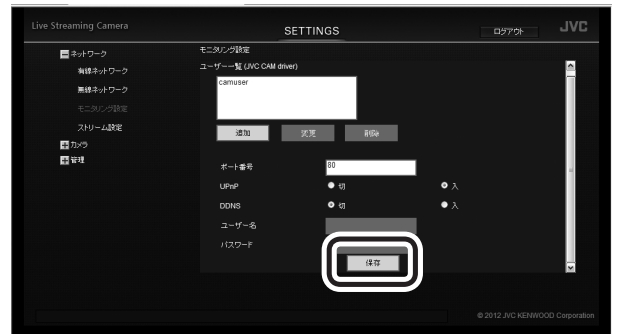 Live Streaming Camera
SETTINGS
ログアウト
JVC
ネットワーク
有線ネットワーク
無線ネットワーク
モニタリング設定
ストリーム設定
カメラ
管理
モニタリング設定
ユーザー一覧 (JVC CAM driver)
camuser
追加
変更
削除
ポート番号
80
UPnP
切
入
DDNS
切
入
ユーザー名
パスワード
保存
© 2012 JVC KENWOOD Corporation